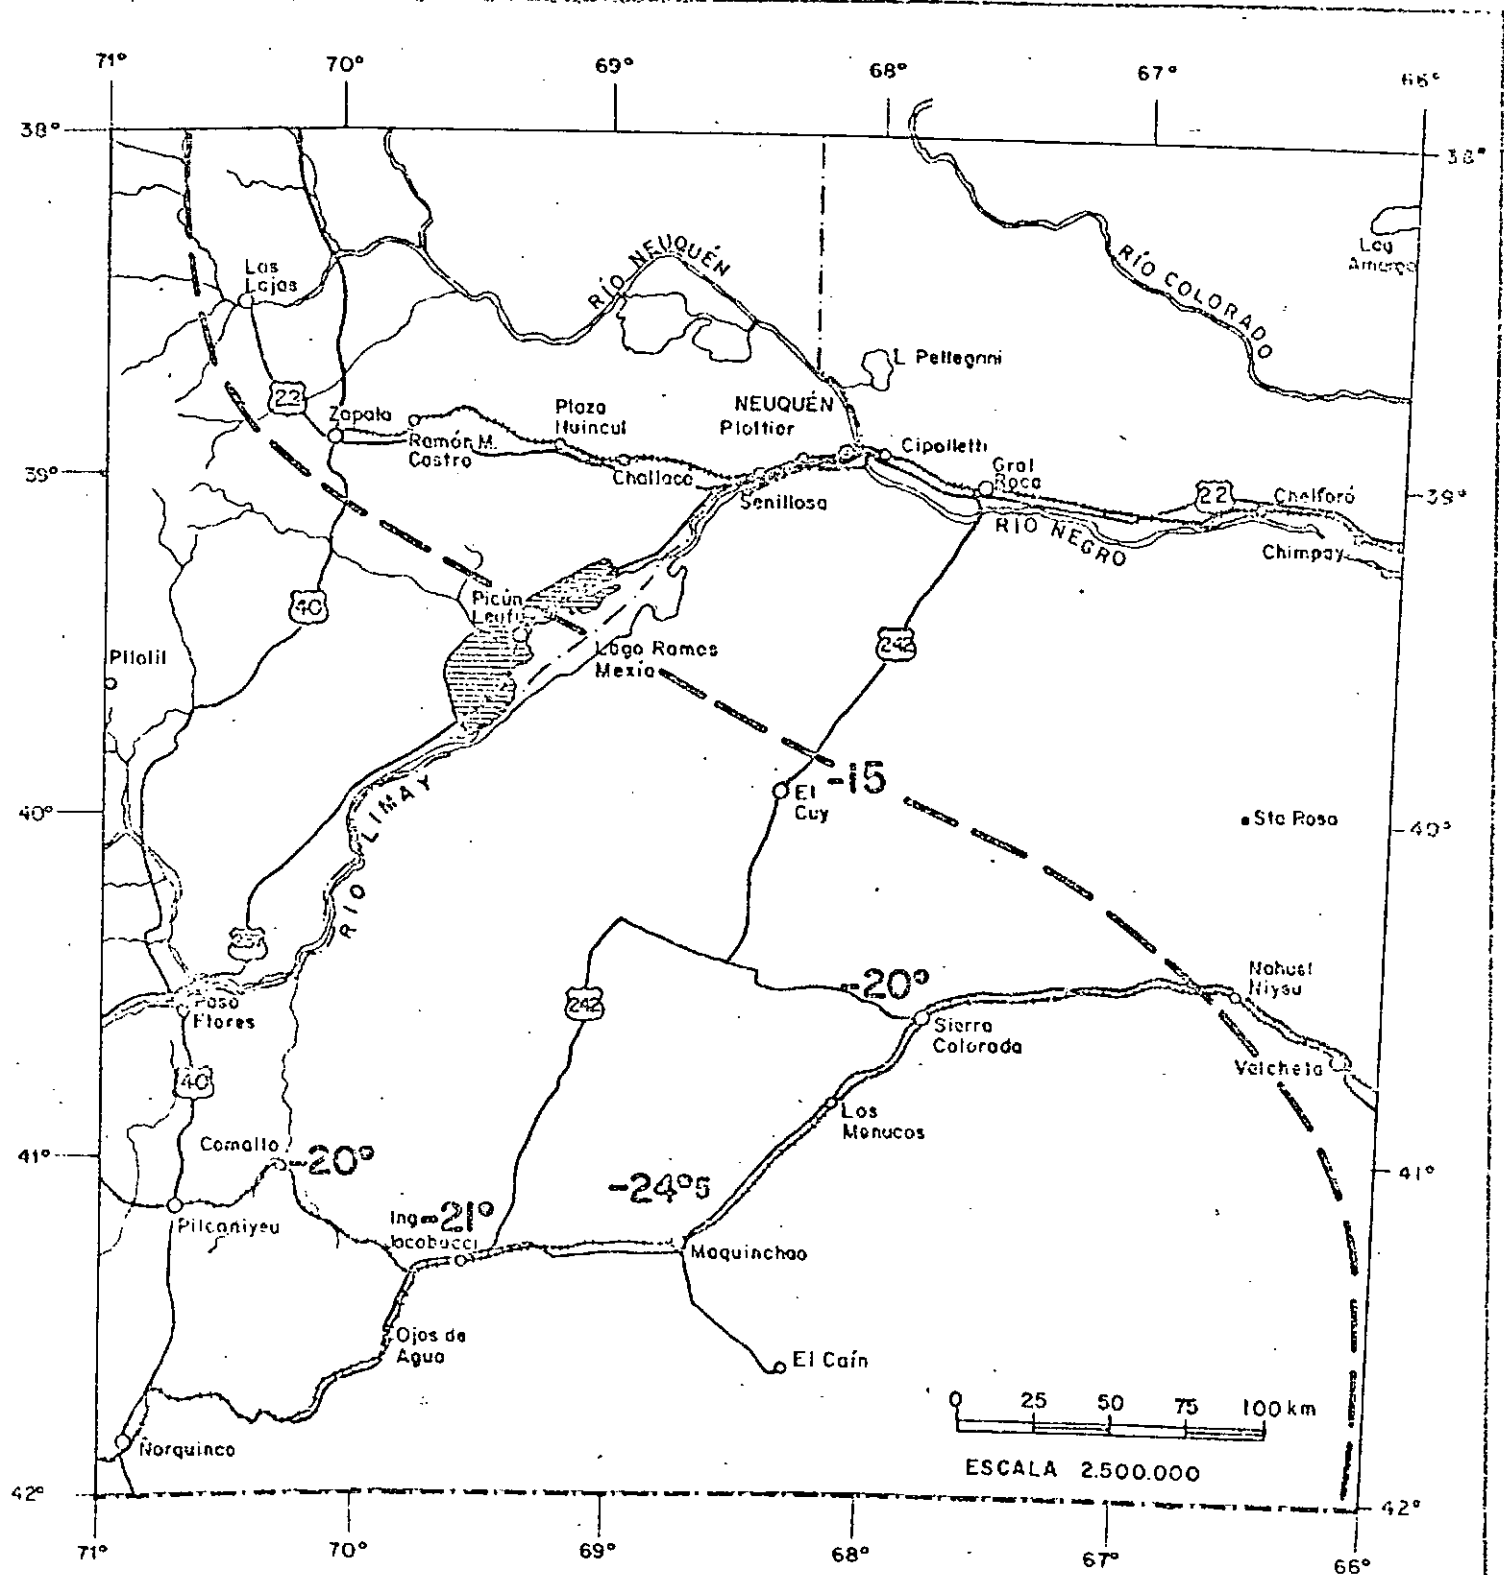 71°
70°
69°
68°
67°
66°
38°
38°
Las
Lajas
RÍO NEUQUÉN
RÍO COLORADO
Lag
Amarga
L. Pellegrini
22
Zapala
Ramón M.
Castro
Plaza
Huincul
Challacó
NEUQUÉN
Plottier
Senillosa
Cipolletti
Gral
Roca
22
Chelforó
39°
39°
RÍO NEGRO
Chimpay
40
Picún
Leufú
242
Pilolil
Lago Ramos
Mexía
-15
El
Cuy
40°
40°
Sta Rosa
RÍO LIMAY
237
-20°
Nahuel
Niyeu
242
Paso
Flores
Sierra
Colorada
Valcheta
40
Los
Menucos
Comallo
-20°
41°
41°
-24°5
Pilcaniyeu
Ing.
-21°
Jacobacci
Maquinchao
Ojos de
Agua
El Caín
0 25 50 75 100 km
Ñorquinco
ESCALA 2.500.000
42°
42°
71°
70°
69°
68°
67°
66°